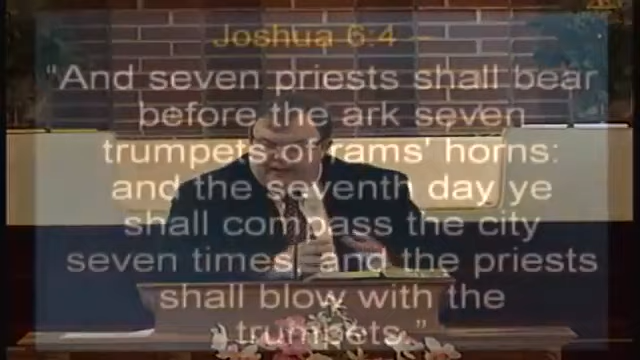 Joshua 6:4 –
"And seven priests shall bear
before the ark seven
trumpets of rams' horns:
and the seventh day ye
shall compass the city
seven times, and the priests
shall blow with the
trumpets."